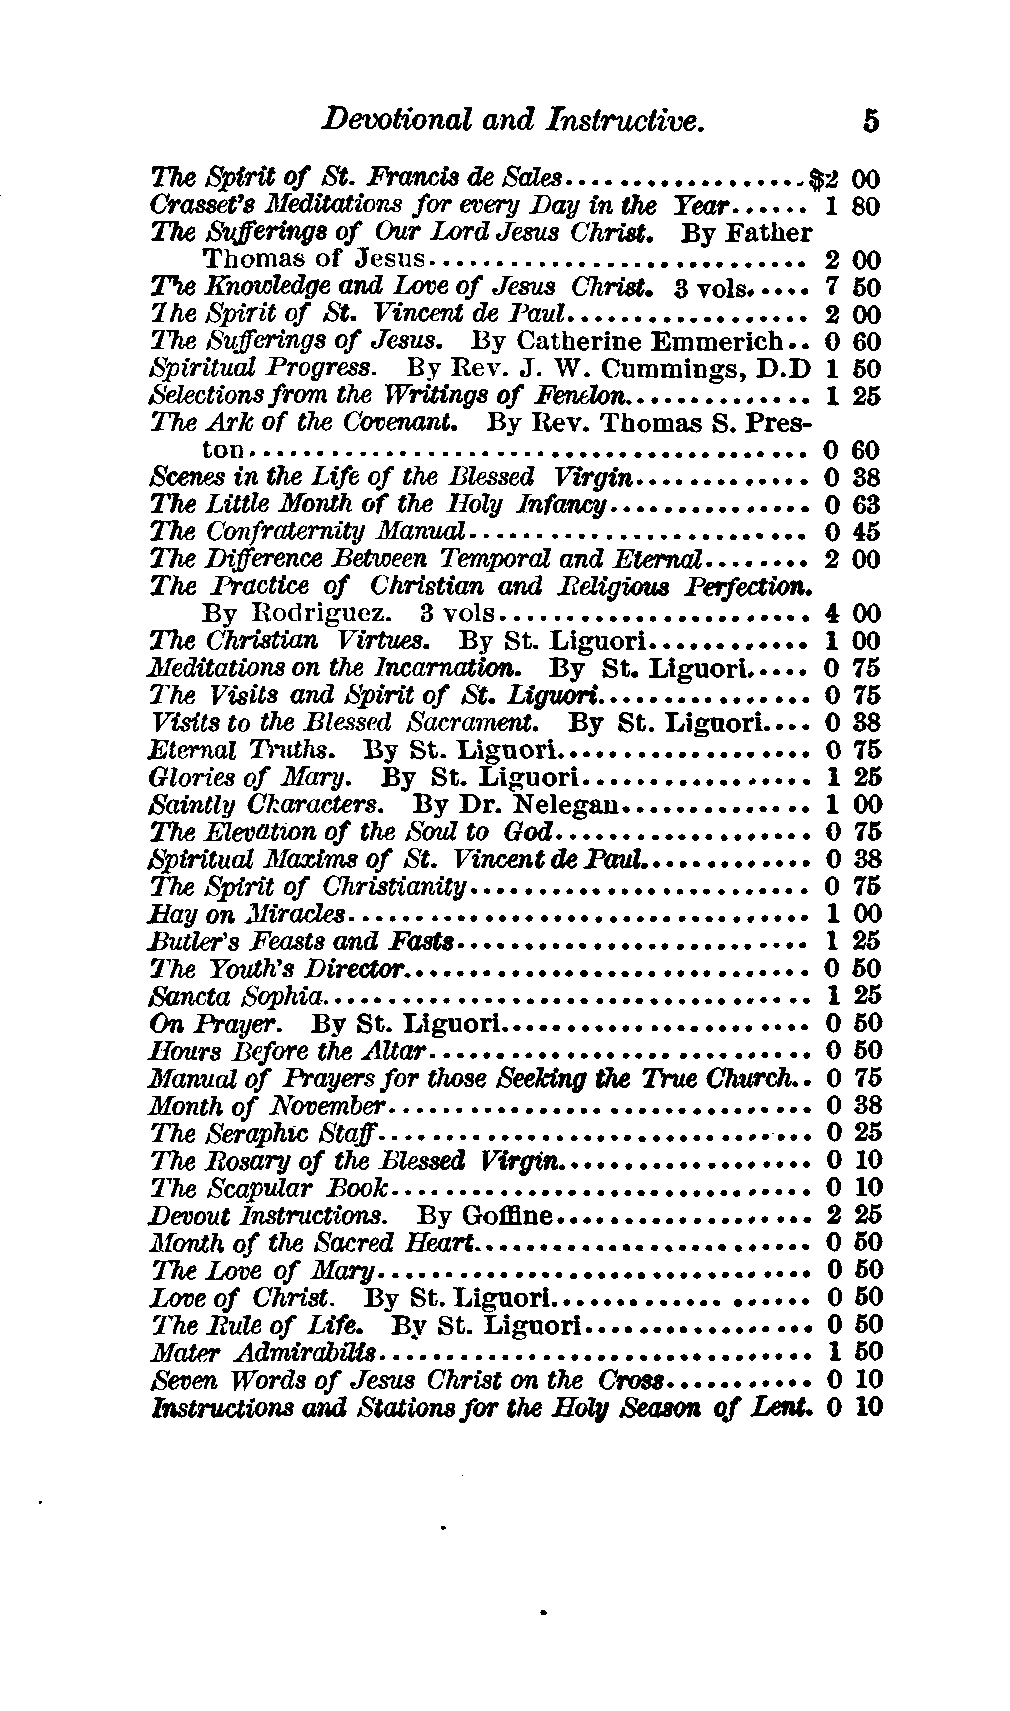 Devotional and Instructive. 5
The Spirit of St. Francis de Sales..................$2 00
Crasset's Meditations for every Day in the Year...... 1 80
The Sufferings of Our Lord Jesus Christ. By Father
Thomas of Jesus............................. 2 00
The Knowledge and Love of Jesus Christ. 3 vols..... 7 50
The Spirit of St. Vincent de Paul.................. 2 00
The Sufferings of Jesus. By Catherine Emmerich.. 0 60
Spiritual Progress. By Rev. J. W. Cummings, D.D 1 50
Selections from the Writings of Fenelon.............. 1 25
The Ark of the Covenant. By Rev. Thomas S. Pres-
ton.......................................... 0 60
Scenes in the Life of the Blessed Virgin............. 0 38
The Little Month of the Holy Infancy............... 0 63
The Confraternity Manual......................... 0 45
The Difference Between Temporal and Eternal........ 2 00
The Practice of Christian and Religious Perfection.
By Rodriguez. 3 vols....................... 4 00
The Christian Virtues. By St. Liguori............ 1 00
Meditations on the Incarnation. By St. Liguori..... 0 75
The Visits and Spirit of St. Liguori................ 0 75
Visits to the Blessed Sacrament. By St. Liguori.... 0 38
Eternal Truths. By St. Liguori................... 0 75
Glories of Mary. By St. Liguori................. 1 25
Saintly Characters. By Dr. Nelegan.............. 1 00
The Elevation of the Soul to God................... 0 75
Spiritual Maxims of St. Vincent de Paul............. 0 38
The Spirit of Christianity......................... 0 75
Hay on Miracles.................................. 1 00
Butler's Feasts and Fasts.......................... 1 25
The Youth's Director.............................. 0 50
Sancta Sophia.................................... 1 25
On Prayer. By St. Liguori....................... 0 50
Hours Before the Altar............................ 0 50
Manual of Prayers for those Seeking the True Church.. 0 75
Month of November............................... 0 38
The Seraphic Staff................................ 0 25
The Rosary of the Blessed Virgin................... 0 10
The Scapular Book............................... 0 10
Devout Instructions. By Goffine................... 2 25
Month of the Sacred Heart......................... 0 50
The Love of Mary................................ 0 50
Love of Christ. By St. Liguori................... 0 50
The Rule of Life. By St. Liguori................. 0 50
Mater Admirabilis................................ 1 50
Seven Words of Jesus Christ on the Cross........... 0 10
Instructions and Stations for the Holy Season of Lent. 0 10